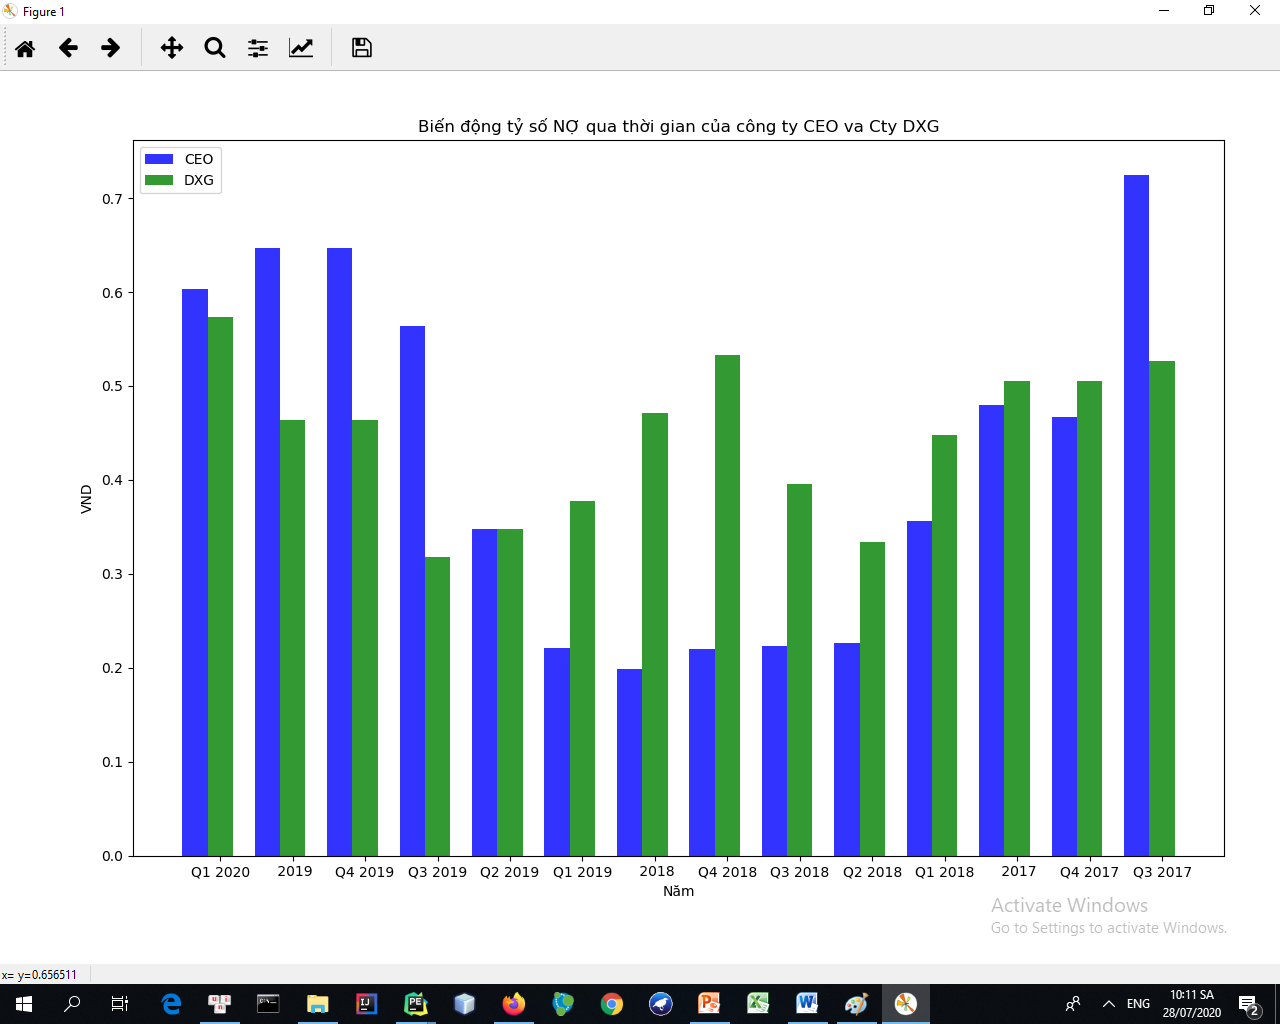 Figure 1
Biến động tỷ số NỢ qua thời gian của công ty CEO va Cty DXG
CEO
DXG
0.7
0.6
0.5
0.4
0.3
0.2
0.1
0.0
VND
Q1 2020 2019 Q4 2019 Q3 2019 Q2 2019 Q1 2019 2018 Q4 2018 Q3 2018 Q2 2018 Q1 2018 2017 Q4 2017 Q3 2017
Năm
Activate Windows
Go to Settings to activate Windows.
x= y=0.656511
ENG
10:11 SA
28/07/2020
2